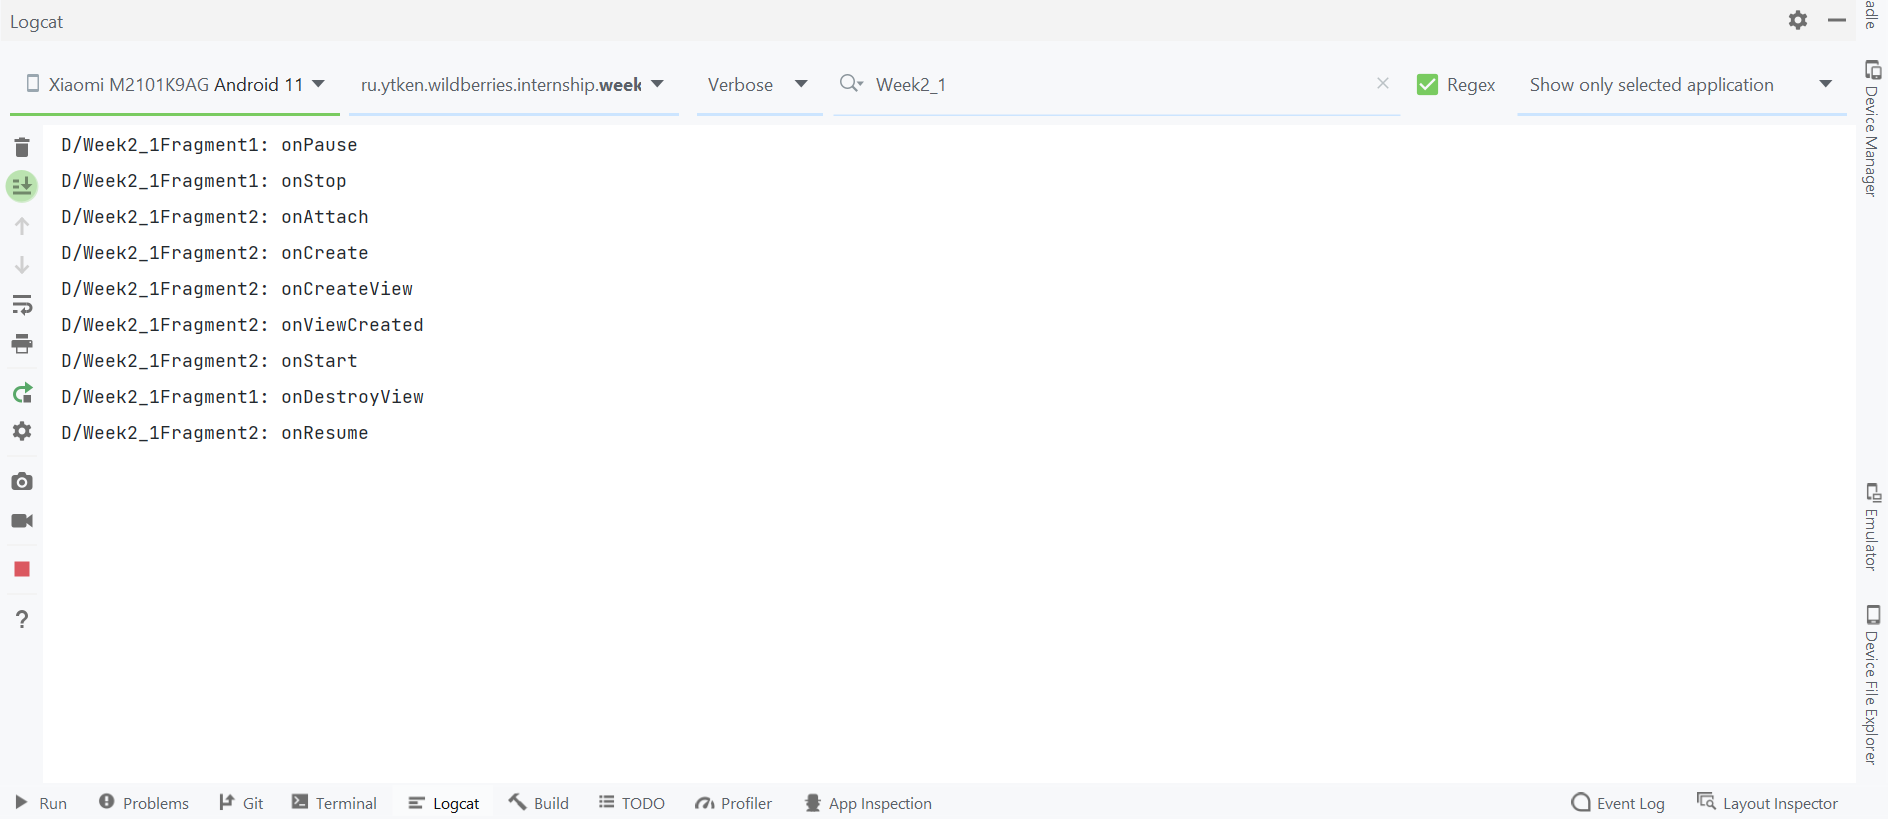 Logcat
Xiaomi M2101K9AG Android 11
ru.ytken.wildberries.internship.week
Verbose
Week2_1
Regex
Show only selected application
D/Week2_1Fragment1: onPause
D/Week2_1Fragment1: onStop
D/Week2_1Fragment2: onAttach
D/Week2_1Fragment2: onCreate
D/Week2_1Fragment2: onCreateView
D/Week2_1Fragment2: onViewCreated
D/Week2_1Fragment2: onStart
D/Week2_1Fragment1: onDestroyView
D/Week2_1Fragment2: onResume
adle
Device Manager
Emulator
Device File Explorer
Run
Problems
Git
Terminal
Logcat
Build
TODO
Profiler
App Inspection
Event Log
Layout Inspector